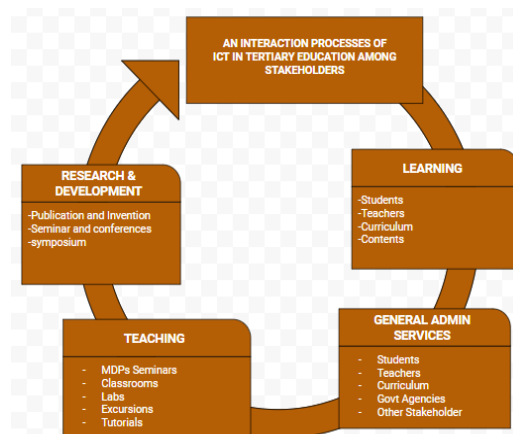 AN INTERACTION PROCESSES OF
ICT IN TERTIARY EDUCATION AMONG
STAKEHOLDERS
LEARNING
-Students
-Teachers
-Curriculum
-Contents
GENERAL ADMIN
SERVICES
- Students
- Teachers
- Curriculum
- Govt Agencies
- Other Stakeholder
TEACHING
- MDPs Seminars
- Classrooms
- Labs
- Excursions
- Tutorials
RESEARCH &
DEVELOPMENT
-Publication and Invention
-Seminar and conferences
-symposium